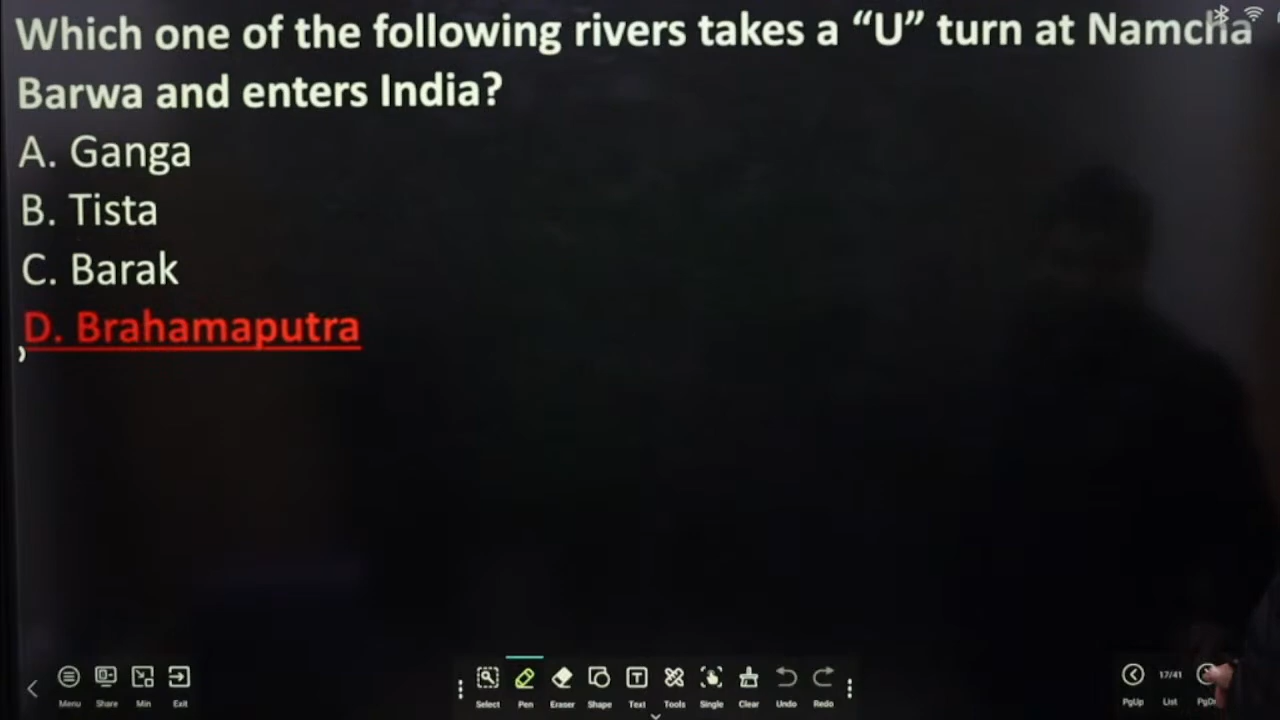 Which one of the following rivers takes a “U” turn at Namcha
Barwa and enters India?
A. Ganga
B. Tista
C. Barak
D. Brahamaputra
Menu Share Min Exit Select Pen Eraser Shape Text Tools Single Clear Undo Redo PgUp 17/41 List